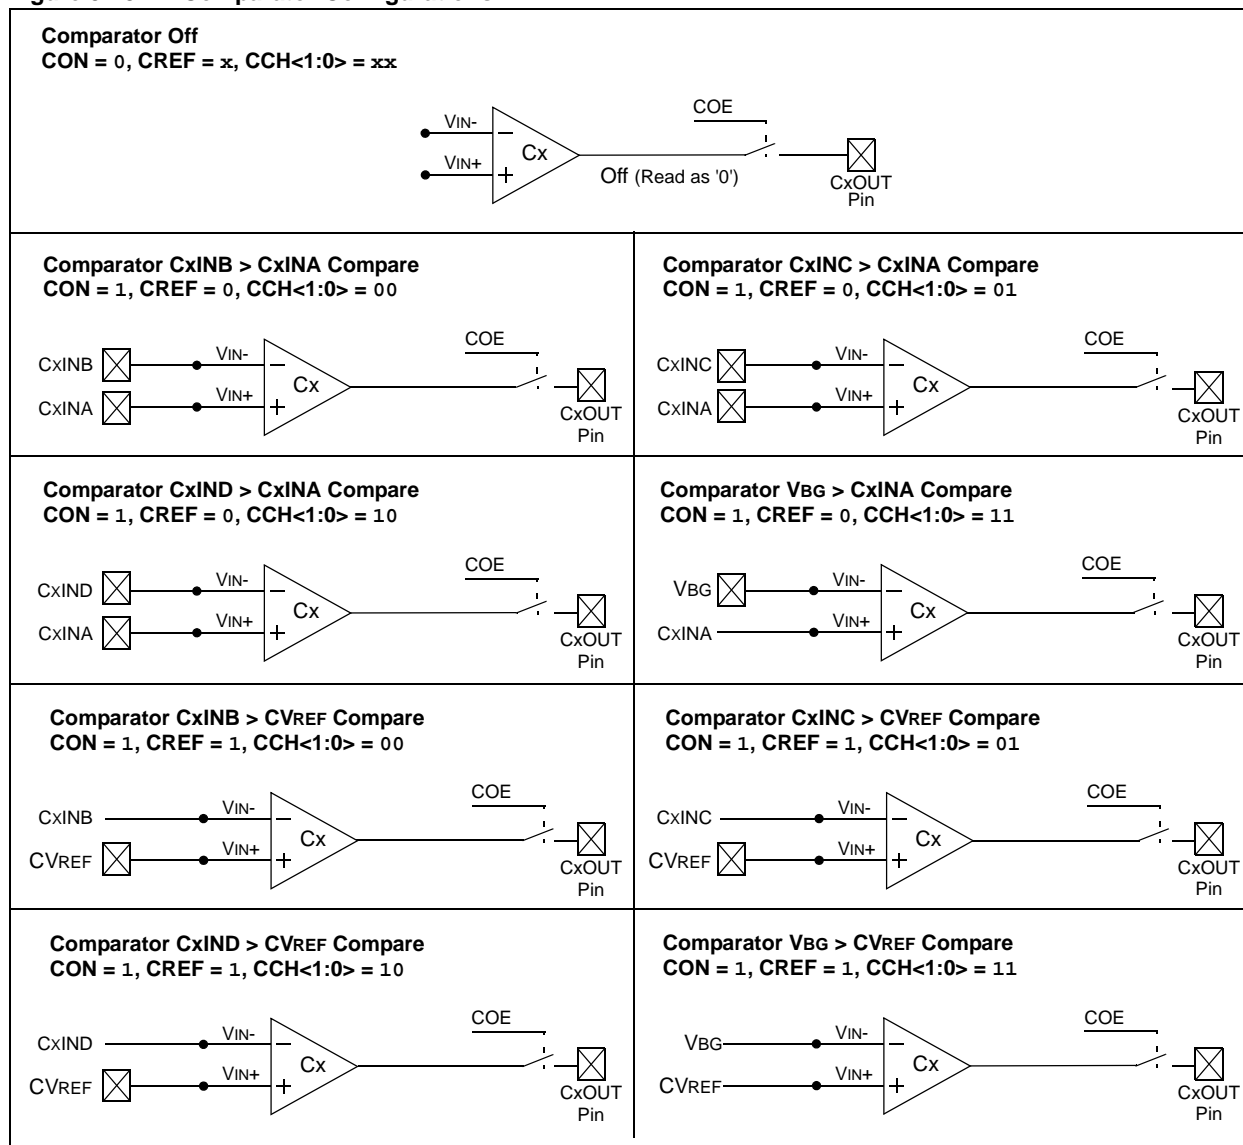 Comparator Off
CON = 0, CREF = x, CCH<1:0> = xx
COE
VIN-
VIN+
Cx
Off (Read as '0')
CxOUT
Pin
Comparator CxINB > CxINA Compare
CON = 1, CREF = 0, CCH<1:0> = 00
COE
CxINB
VIN-
CxINA
VIN+
Cx
CxOUT
Pin
Comparator CxINC > CxINA Compare
CON = 1, CREF = 0, CCH<1:0> = 01
COE
CxINC
VIN-
CxINA
VIN+
Cx
CxOUT
Pin
Comparator CxIND > CxINA Compare
CON = 1, CREF = 0, CCH<1:0> = 10
COE
CxIND
VIN-
CxINA
VIN+
Cx
CxOUT
Pin
Comparator VBG > CxINA Compare
CON = 1, CREF = 0, CCH<1:0> = 11
COE
VBG
VIN-
CxINA
VIN+
Cx
CxOUT
Pin
Comparator CxINB > CVREF Compare
CON = 1, CREF = 1, CCH<1:0> = 00
COE
CxINB
VIN-
CVREF
VIN+
Cx
CxOUT
Pin
Comparator CxINC > CVREF Compare
CON = 1, CREF = 1, CCH<1:0> = 01
COE
CxINC
VIN-
CVREF
VIN+
Cx
CxOUT
Pin
Comparator CxIND > CVREF Compare
CON = 1, CREF = 1, CCH<1:0> = 10
COE
CxIND
VIN-
CVREF
VIN+
Cx
CxOUT
Pin
Comparator VBG > CVREF Compare
CON = 1, CREF = 1, CCH<1:0> = 11
COE
VBG
VIN-
CVREF
VIN+
Cx
CxOUT
Pin